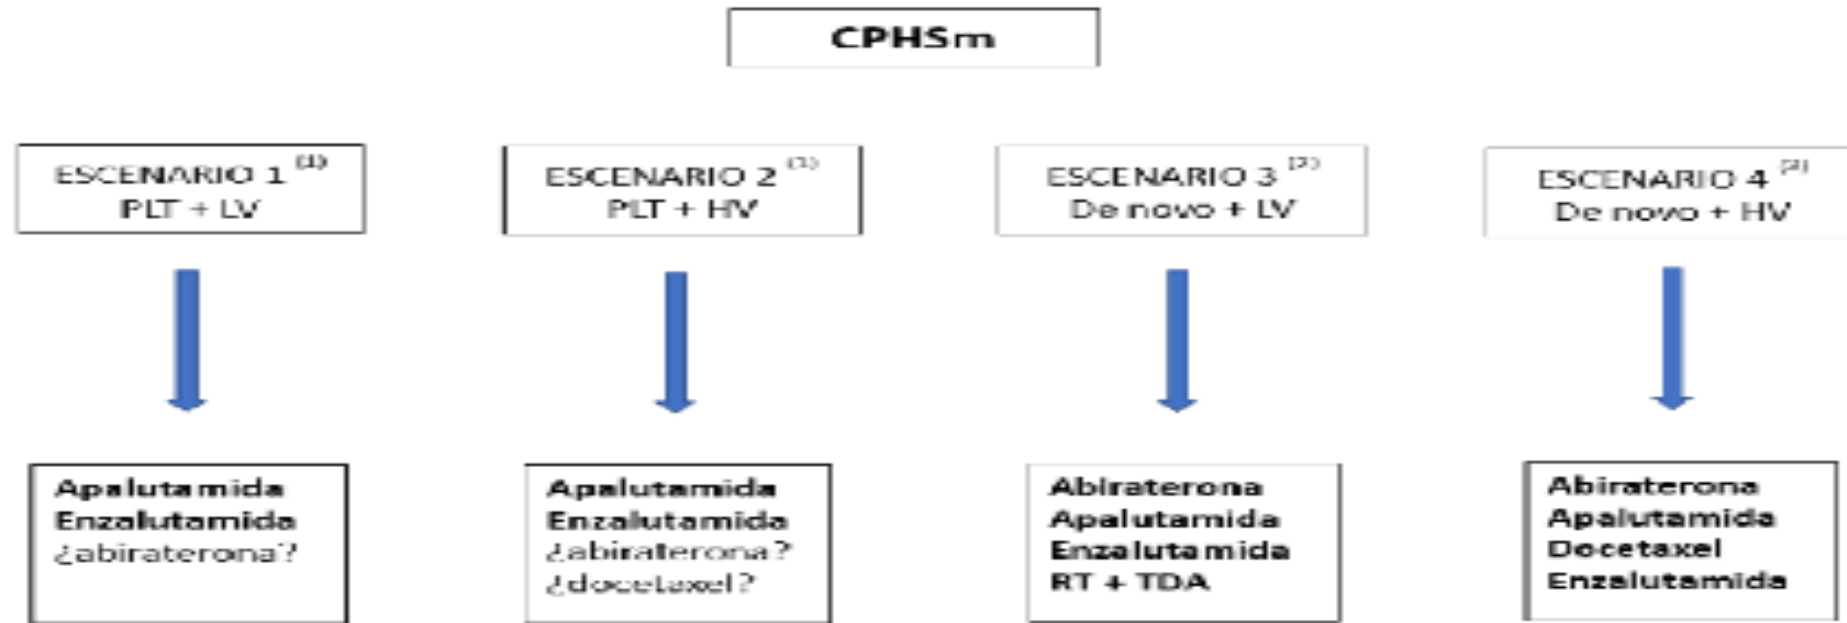 CPHSm
ESCENARIO 1 (1)
PLT + LV
ESCENARIO 2 (1)
PLT + HV
ESCENARIO 3 (2)
De novo + LV
ESCENARIO 4 (2)
De novo + HV
Apalutamida
Enzalutamida
¿abiraterona?
Apalutamida
Enzalutamida
¿abiraterona?
¿docetaxel?
Abiraterona
Apalutamida
Enzalutamida
RT + TDA
Abiraterona
Apalutamida
Docetaxel
Enzalutamida